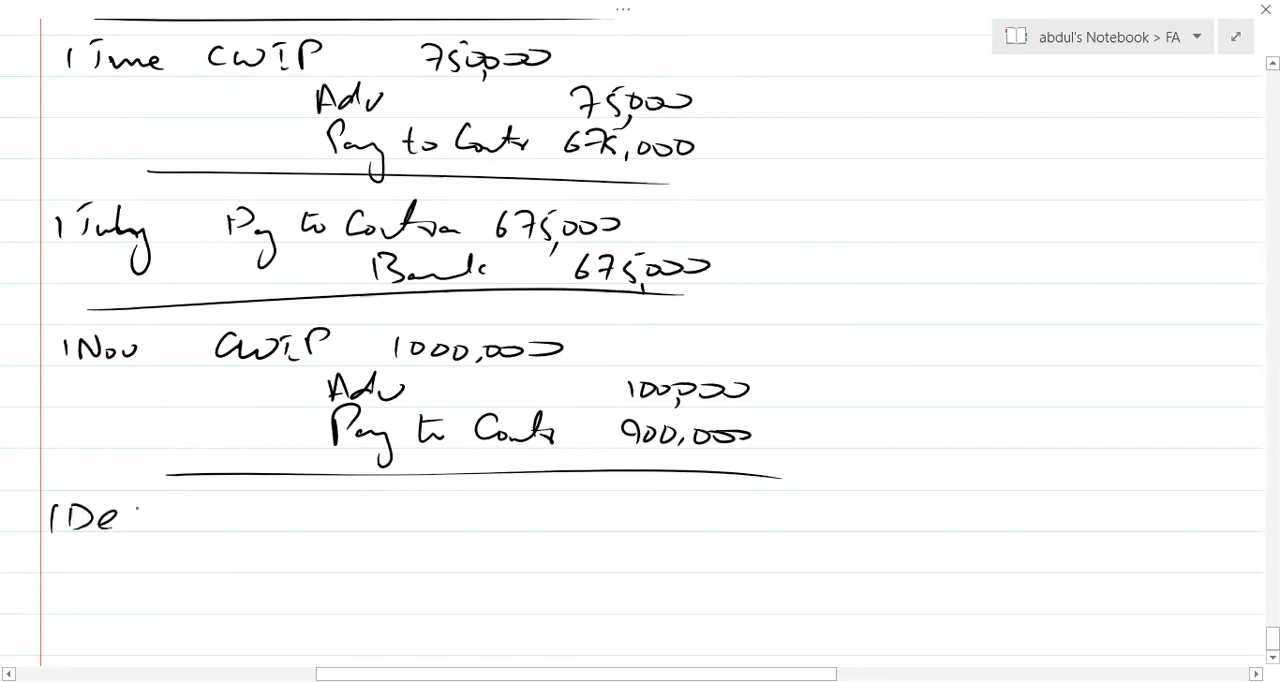 ...
abdul's Notebook > FA
1 June CWIP 750,000
Adv 75,000
Pay to Contr 675,000
1 July Pay to Contra 675,000
Bank 675,000
1 Nov CWIP 1000,000
Adv 100,000
Pay to Contr 900,000
1 De